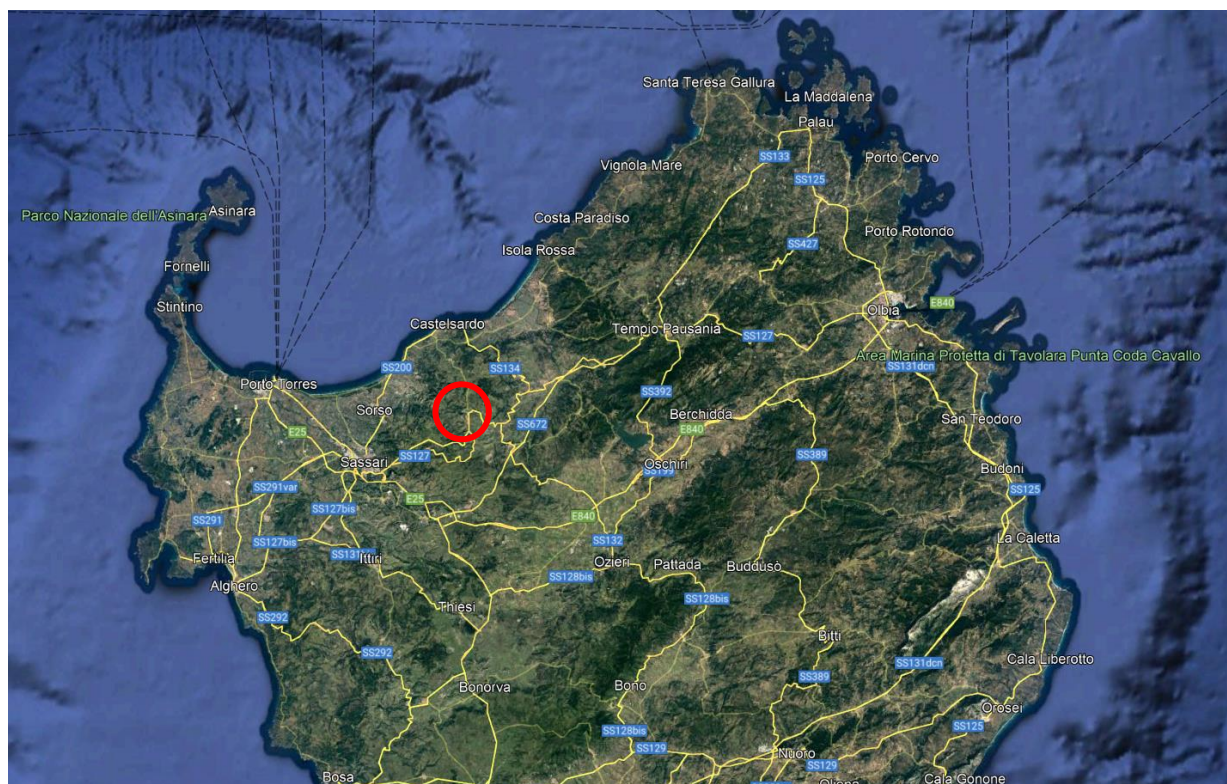 Santa Teresa Gallura
La Maddalena
Palau
SS133
Porto Cervo
Vignola Mare
SS125
Parco Nazionale dell'Asinara
Asinara
Costa Paradiso
Porto Rotondo
SS427
Isola Rossa
Fornelli
Stintino
E840
Olbia
Castelsardo
Tempio Pausania
SS127
Area Marina Protetta di Tavolara Punta Coda Cavallo
SS200
SS134
SS131dcn
Porto Torres
SS392
Sorso
Berchidda
San Teodoro
SS672
E840
E25
SS127
SS389
Sassari
Oschiri
SS199
Budoni
SS291var
SS125
E25
SS127bis
SS291
E840
SS127bis
SS132
La Caletta
Fertilia
Ittiri
Ozieri
Pattada
Buddusò
Alghero
SS128bis
SS128bis
Thiesi
SS292
Bitti
SS292
SS131dcn
Cala Liberotto
SS389
Bonorva
Bono
Orosei
SS128bis
SS125
SS129
Nuoro
SS129
Bosa
Cala Gonone